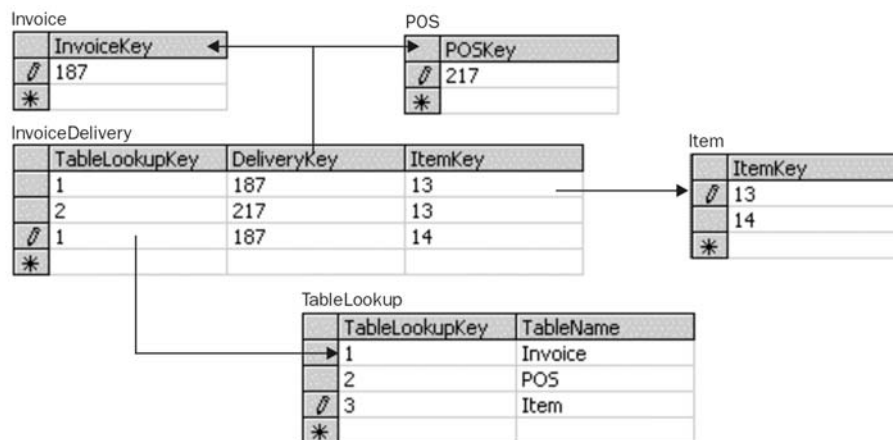 Invoice
InvoiceKey
187
POS
POSKey
217
InvoiceDelivery
TableLookupKey DeliveryKey ItemKey
1 187 13
2 217 13
1 187 14
Item
ItemKey
13
14
TableLookup
TableLookupKey TableName
1 Invoice
2 POS
3 Item